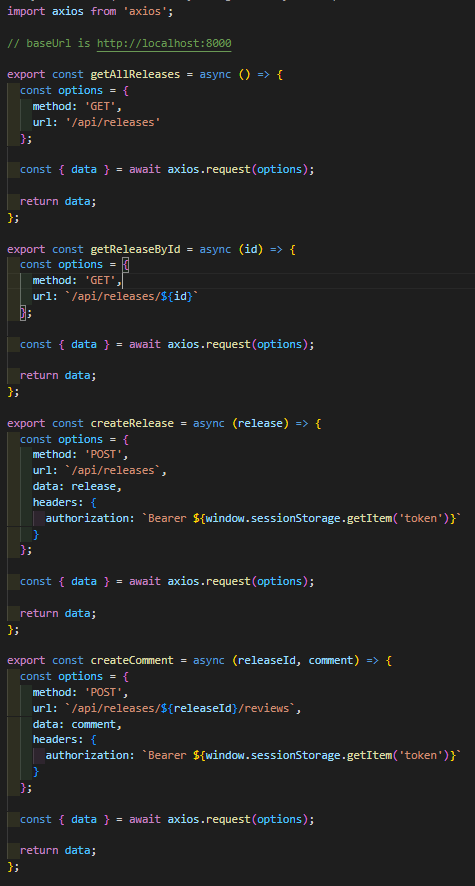 import axios from 'axios';
// baseUrl is http://localhost:8000
export const getAllReleases = async () => {
  const options = {
    method: 'GET',
    url: '/api/releases'
  };
  const { data } = await axios.request(options);
  return data;
};
export const getReleaseById = async (id) => {
  const options = {
    method: 'GET',
    url: `/api/releases/${id}`
  };
  const { data } = await axios.request(options);
  return data;
};
export const createRelease = async (release) => {
  const options = {
    method: 'POST',
    url: `/api/releases`,
    data: release,
    headers: {
      authorization: `Bearer ${window.sessionStorage.getItem('token')}`
    }
  };
  const { data } = await axios.request(options);
  return data;
};
export const createComment = async (releaseId, comment) => {
  const options = {
    method: 'POST',
    url: `/api/releases/${releaseId}/reviews`,
    data: comment,
    headers: {
      authorization: `Bearer ${window.sessionStorage.getItem('token')}`
    }
  };
  const { data } = await axios.request(options);
  return data;
};